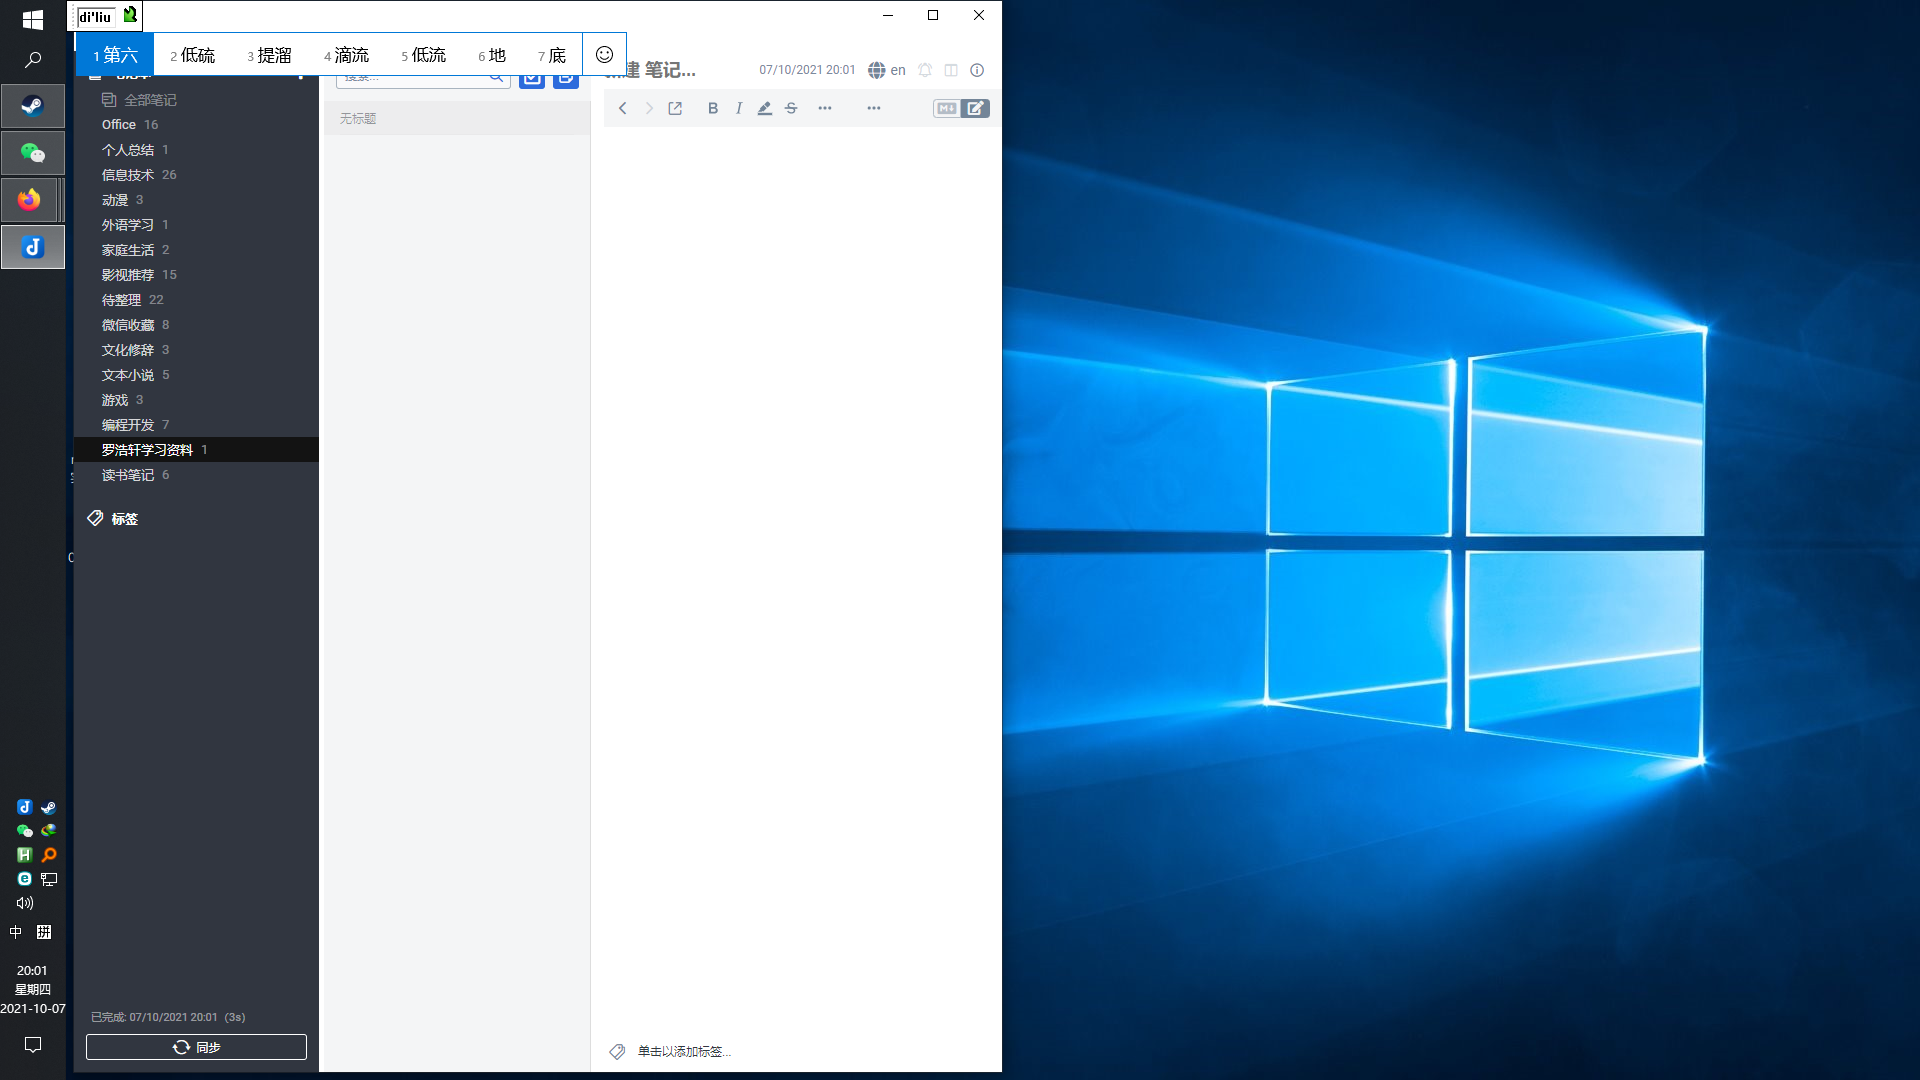 di'liu
1 第六 2 低硫 3 提溜 4 滴流 5 低流 6 地 7 底
全部笔记
Office 16
个人总结 1
信息技术 26
动漫 3
外语学习 1
家庭生活 2
影视推荐 15
待整理 22
微信收藏 8
文化修辞 3
文本小说 5
游戏 3
编程开发 7
罗浩轩学习资料 1
读书笔记 6
标签
已完成: 07/10/2021 20:01 (3s)
同步
搜索...
无标题
建 笔记...
07/10/2021 20:01
en
B I S
M
单击以添加标签...
中 拼
20:01
星期四
2021-10-07